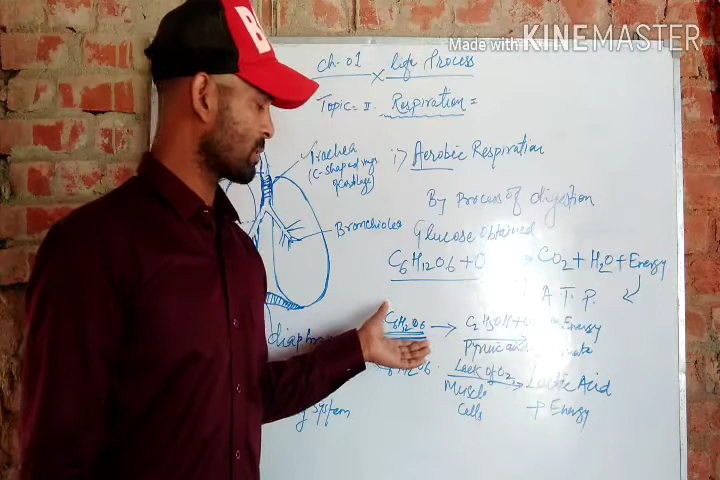 Made with KINEMASTER
B
Ch-01 × life Process
Topic = II. Respiration =
Trachea
(C-shaped rings
of cartilage)
Bronchioles
i) Aerobic Respiration
By process of digestion
Glucose Obtained
C6H12O6 + O CO2 + H2O + Energy
A T P.
C6H12O6 → C2H5OH + Energy
Pyruvic acid
Lack of O2 Lactic Acid
Muscle
Cells + Energy
diaph
System